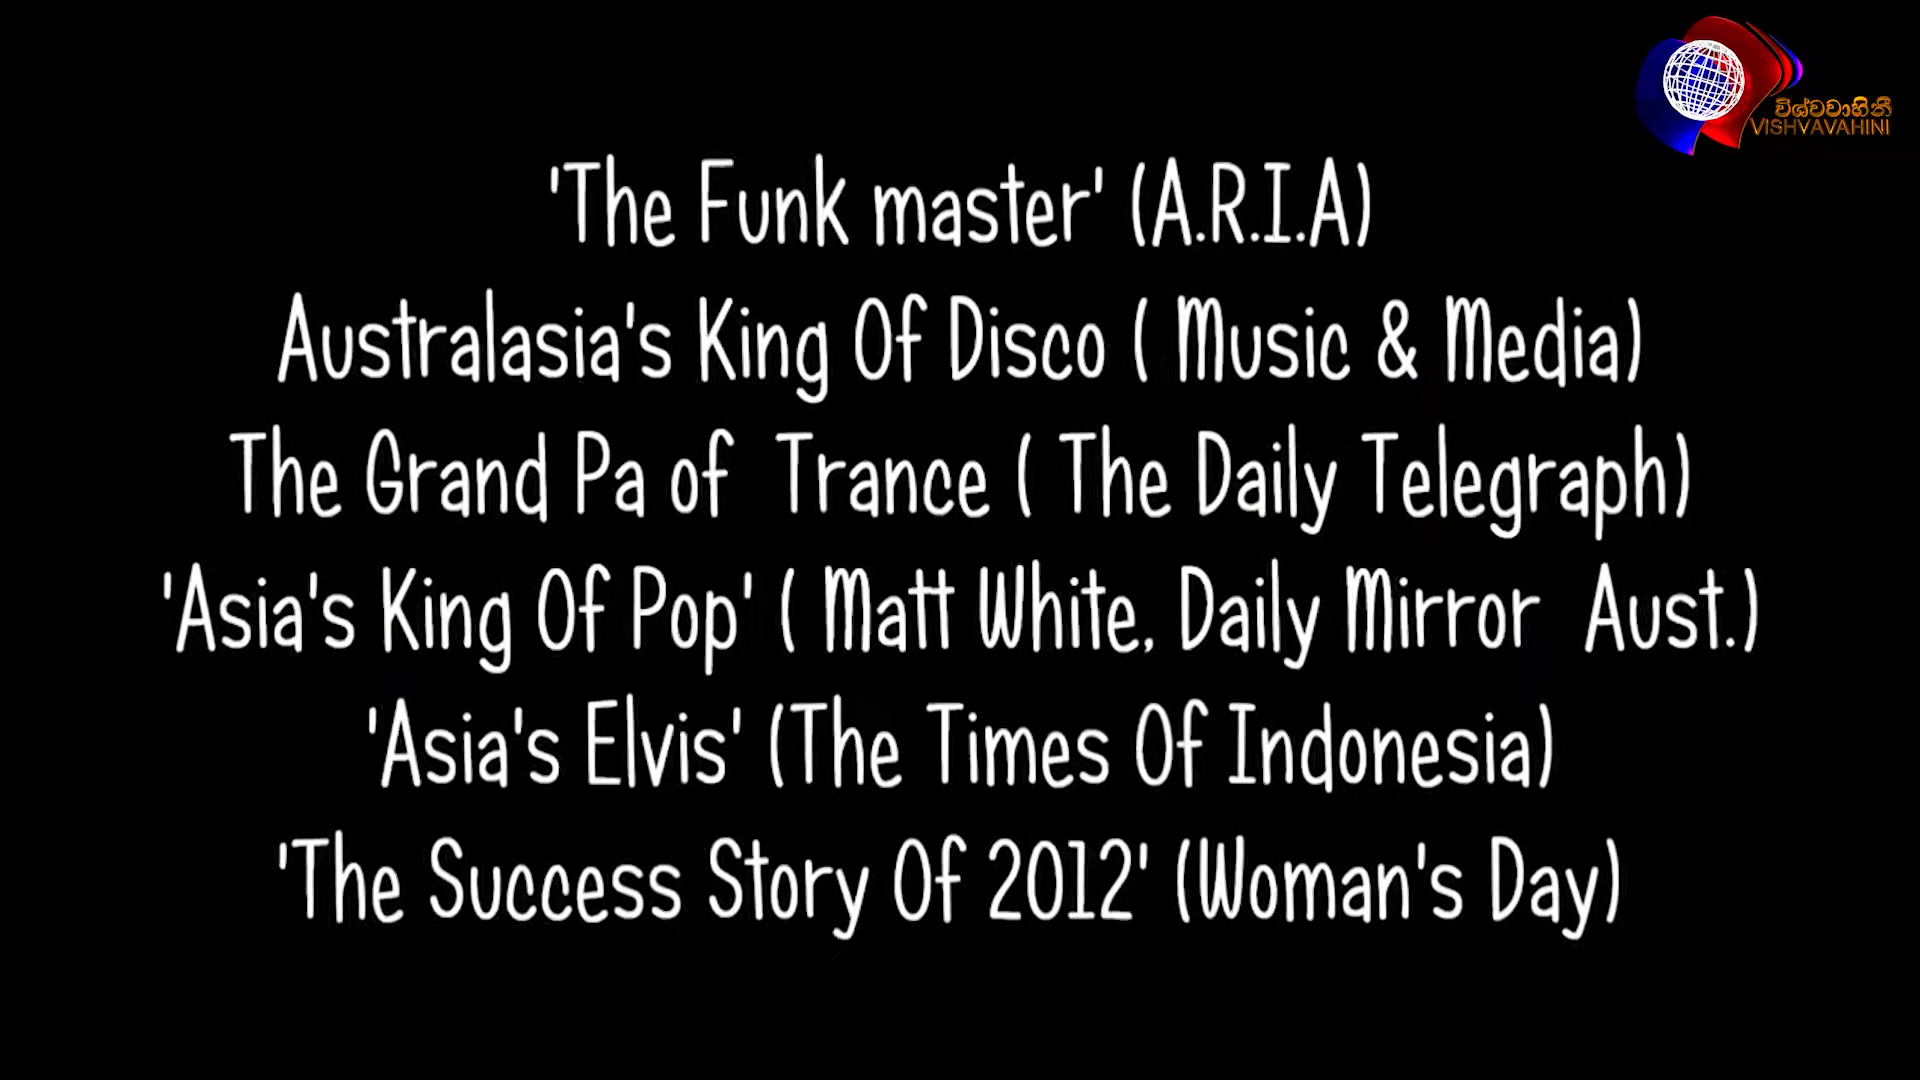 විශ්වවාහිනී
VISHVAVAHINI
'The Funk master' (A.R.I.A)
Australasia's King Of Disco ( Music & Media)
The Grand Pa of  Trance ( The Daily Telegraph)
'Asia's King Of Pop' ( Matt White, Daily Mirror  Aust.)
'Asia's Elvis' (The Times Of Indonesia)
'The Success Story Of 2012' (Woman's Day)